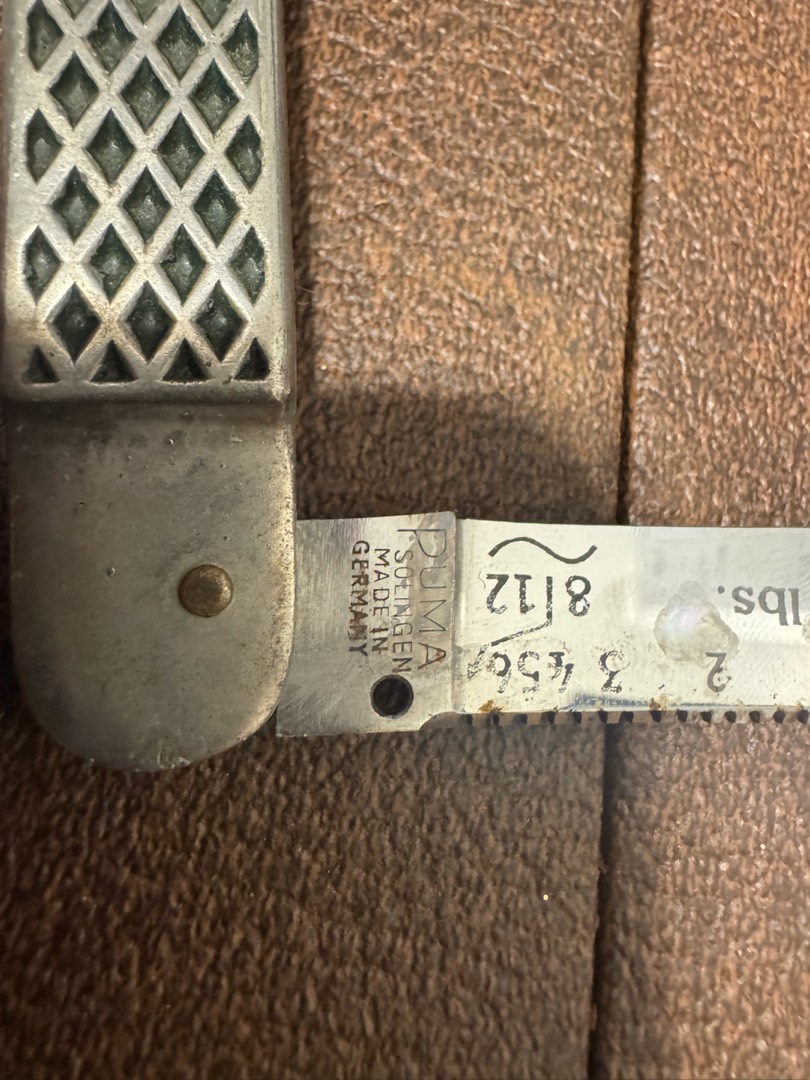 PUMA
SOLINGEN
MADE IN
GERMANY
lbs.
8 12
2 3 4 5 6